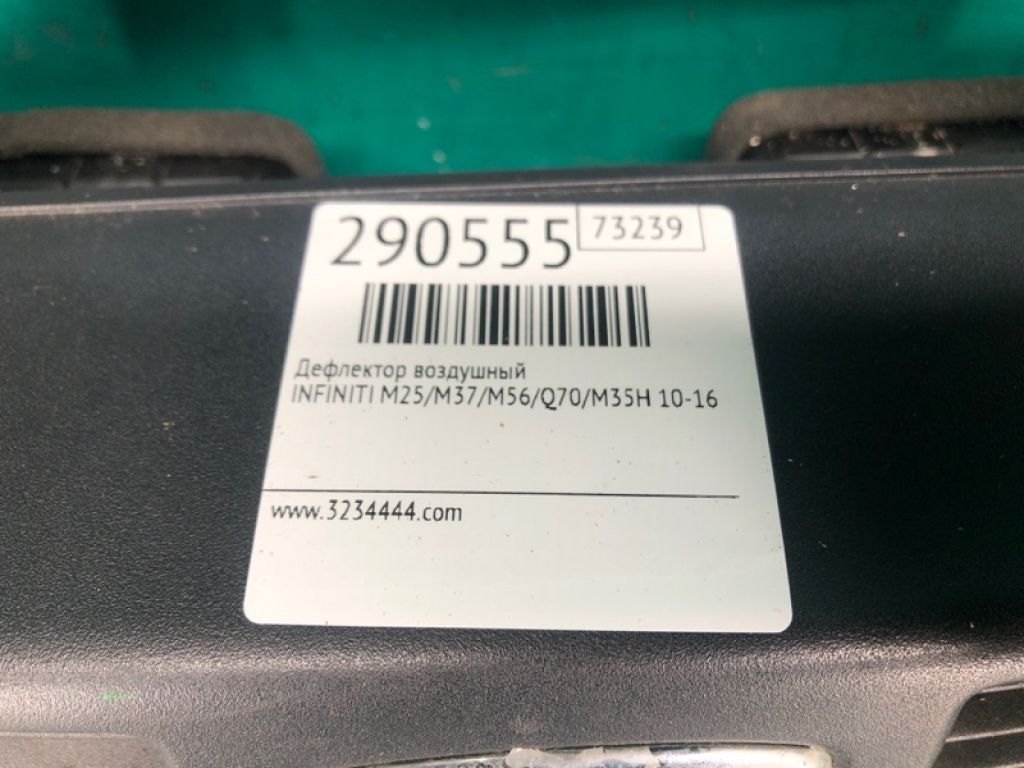 290555
73239
Дефлектор воздушный
INFINITI M25/M37/M56/Q70/M35H 10-16
www.3234444.com